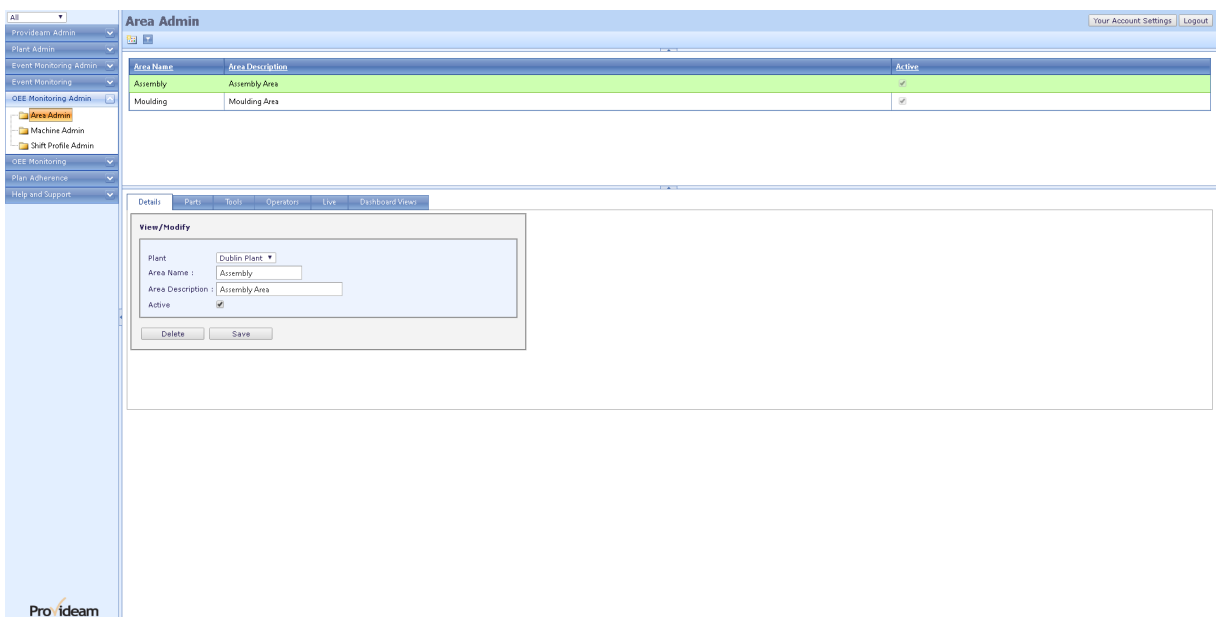 All
Provideam Admin
Plant Admin
Event Monitoring Admin
Event Monitoring
OEE Monitoring Admin
Area Admin
Machine Admin
Shift Profile Admin
OEE Monitoring
Plan Adherence
Help and Support
Provideam
Area Admin
Your Account Settings Logout
Area Name Area Description Active
Assembly Assembly Area
Moulding Moulding Area
Details Parts Tools Operators Live Dashboard Views
View/Modify
Plant Dublin Plant
Area Name : Assembly
Area Description : Assembly Area
Active
Delete Save